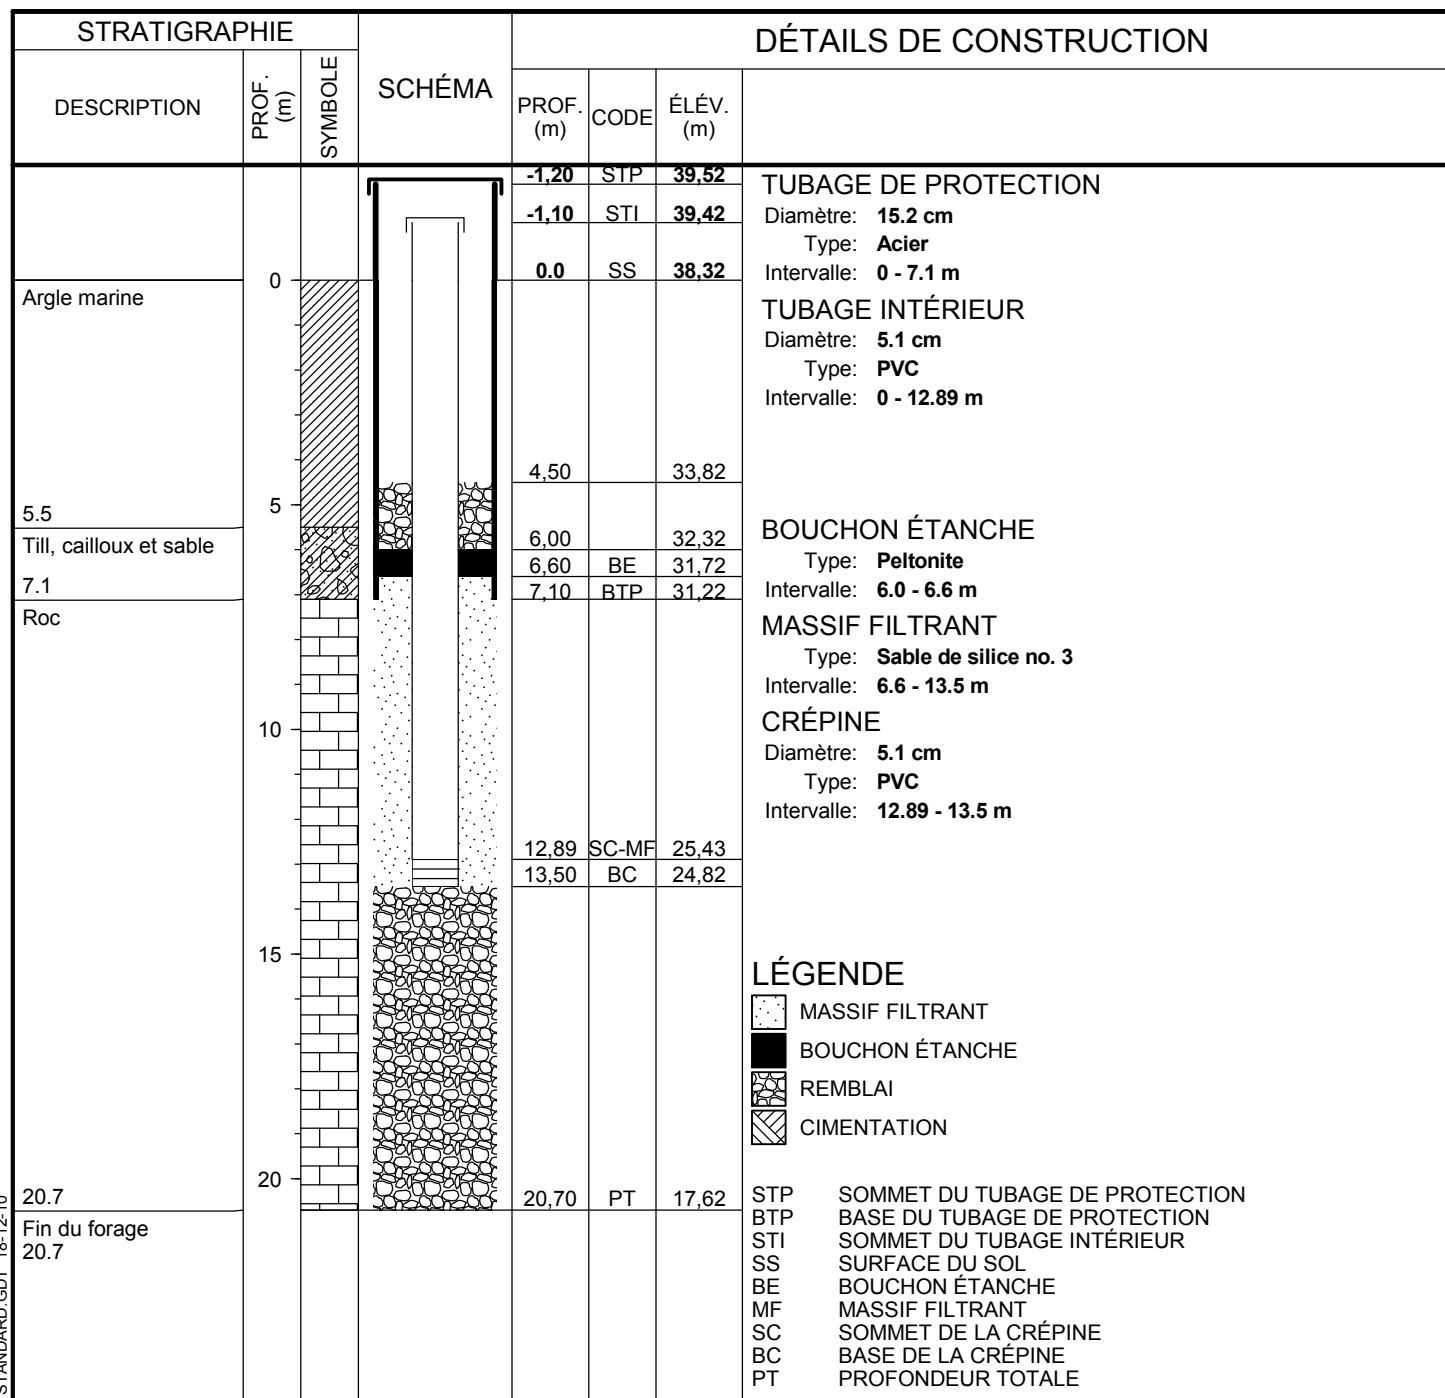 STRATIGRAPHIE
DESCRIPTION
PROF. (m)
SYMBOLE
SCHÉMA
DÉTAILS DE CONSTRUCTION
PROF. (m)
CODE
ÉLÉV. (m)
-1,20 STP 39,52
-1,10 STI 39,42
0.0 SS 38,32
4,50 33,82
6,00 32,32
6,60 BE 31,72
7,10 BTP 31,22
12,89 SC-MF 25,43
13,50 BC 24,82
20,70 PT 17,62
Argle marine
5.5
Till, cailloux et sable
7.1
Roc
20.7
Fin du forage
20.7
0
5
10
15
20
TUBAGE DE PROTECTION
Diamètre: 15.2 cm
Type: Acier
Intervalle: 0 - 7.1 m
TUBAGE INTÉRIEUR
Diamètre: 5.1 cm
Type: PVC
Intervalle: 0 - 12.89 m
BOUCHON ÉTANCHE
Type: Peltonite
Intervalle: 6.0 - 6.6 m
MASSIF FILTRANT
Type: Sable de silice no. 3
Intervalle: 6.6 - 13.5 m
CRÉPINE
Diamètre: 5.1 cm
Type: PVC
Intervalle: 12.89 - 13.5 m
LÉGENDE
MASSIF FILTRANT
BOUCHON ÉTANCHE
REMBLAI
CIMENTATION
STP SOMMET DU TUBAGE DE PROTECTION
BTP BASE DU TUBAGE DE PROTECTION
STI SOMMET DU TUBAGE INTÉRIEUR
SS SURFACE DU SOL
BE BOUCHON ÉTANCHE
MF MASSIF FILTRANT
SC SOMMET DE LA CRÉPINE
BC BASE DE LA CRÉPINE
PT PROFONDEUR TOTALE
STANDARD.GDT 18-12-10